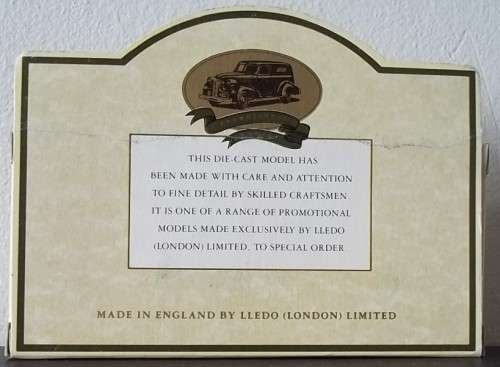 THIS DIE-CAST MODEL HAS
BEEN MADE WITH CARE AND ATTENTION
TO FINE DETAIL BY SKILLED CRAFTSMEN.
IT IS ONE OF A RANGE OF PROMOTIONAL
MODELS MADE EXCLUSIVELY BY LLEDO
(LONDON) LIMITED, TO SPECIAL ORDER.
MADE IN ENGLAND BY LLEDO (LONDON) LIMITED